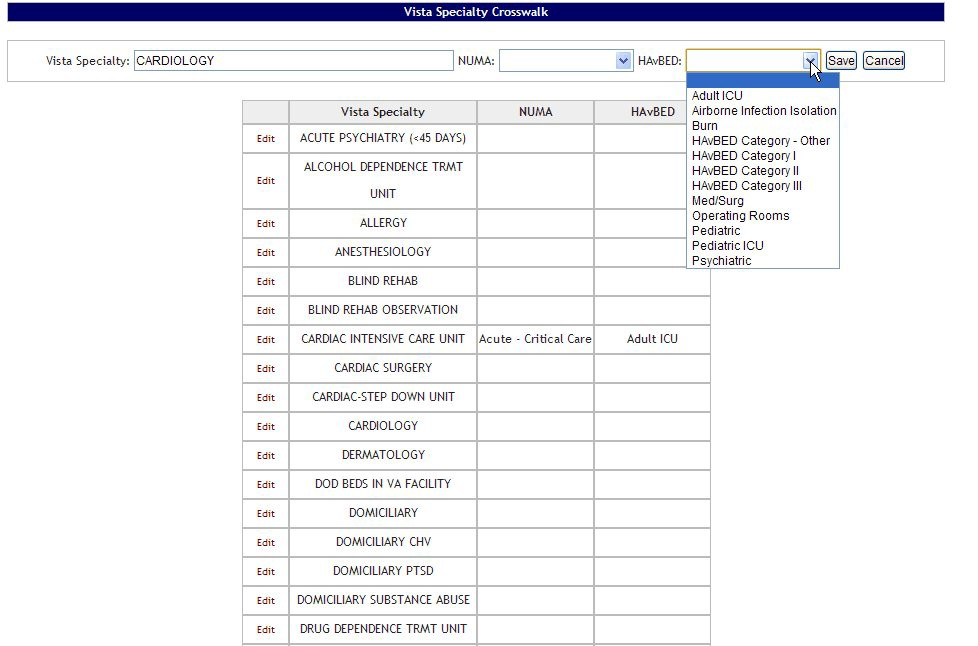 Vista Specialty Crosswalk
Vista Specialty: CARDIOLOGY NUMA: HAvBED: Save Cancel
Adult ICU
Airborne Infection Isolation
Burn
HAvBED Category - Other
HAvBED Category I
HAvBED Category II
HAvBED Category III
Med/Surg
Operating Rooms
Pediatric
Pediatric ICU
Psychiatric
Vista Specialty NUMA HAvBED
Edit ACUTE PSYCHIATRY (<45 DAYS)
Edit ALCOHOL DEPENDENCE TRMT
UNIT
Edit ALLERGY
Edit ANESTHESIOLOGY
Edit BLIND REHAB
Edit BLIND REHAB OBSERVATION
Edit CARDIAC INTENSIVE CARE UNIT Acute - Critical Care Adult ICU
Edit CARDIAC SURGERY
Edit CARDIAC-STEP DOWN UNIT
Edit CARDIOLOGY
Edit DERMATOLOGY
Edit DOD BEDS IN VA FACILITY
Edit DOMICILIARY
Edit DOMICILIARY CHV
Edit DOMICILIARY PTSD
Edit DOMICILIARY SUBSTANCE ABUSE
Edit DRUG DEPENDENCE TRMT UNIT